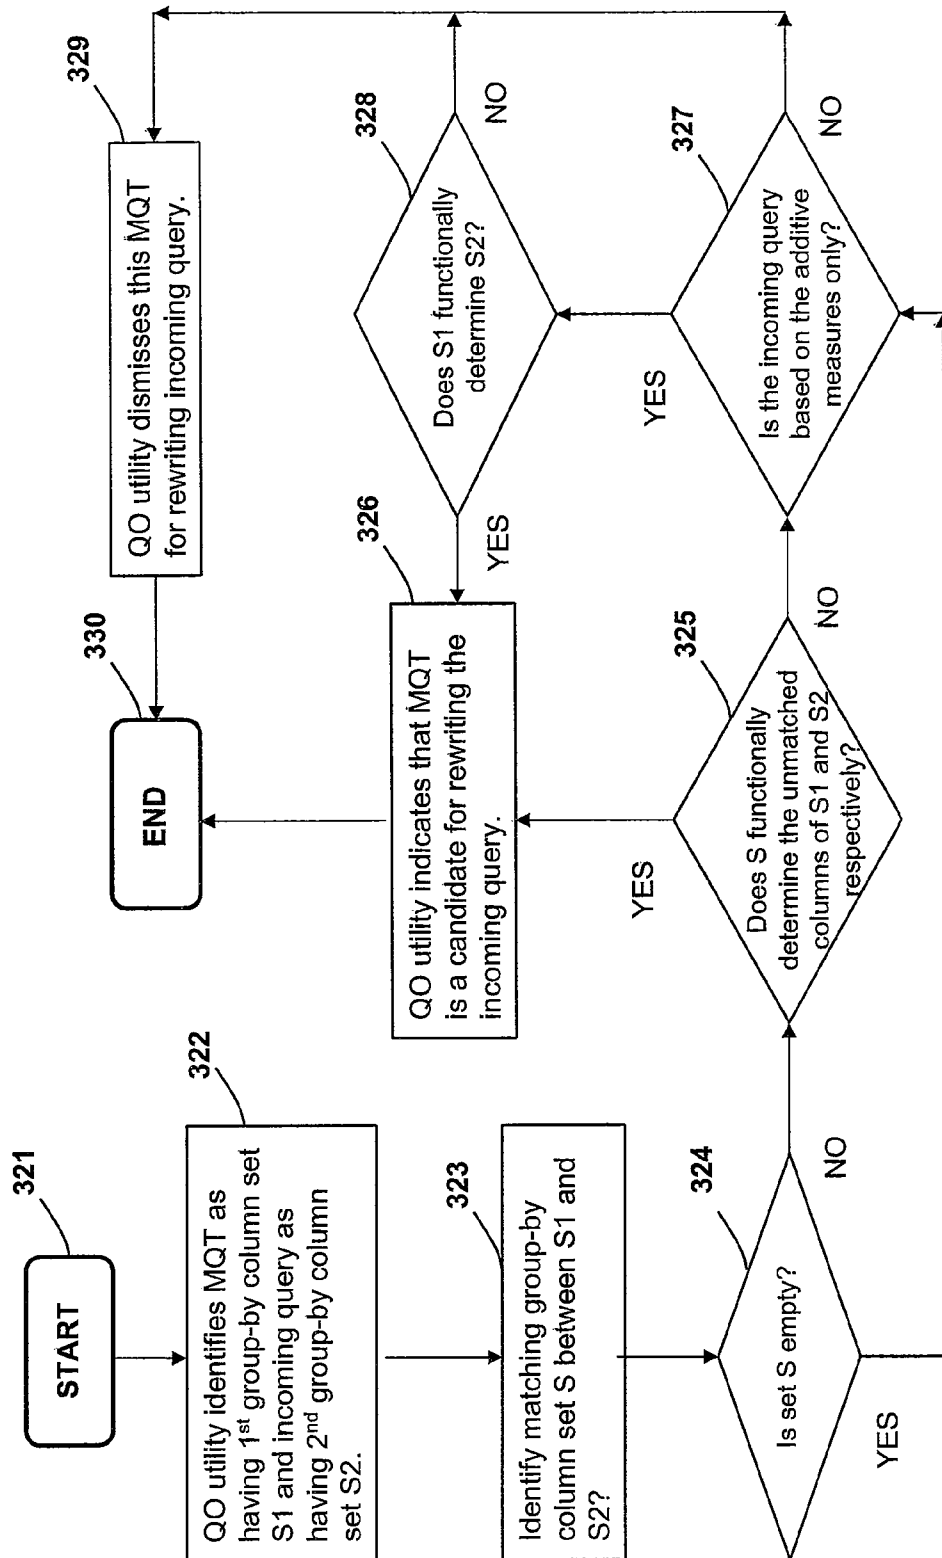 321
START
322
QO utility identifies MQT as
having 1st group-by column set
S1 and incoming query as
having 2nd group-by column
set S2.
323
Identify matching group-by
column set S between S1 and
S2?
324
Is set S empty?
YES
NO
325
Does S functionally
determine the unmatched
columns of S1 and S2
respectively?
YES
NO
326
QO utility indicates that MQT
is a candidate for rewriting the
incoming query.
327
Is the incoming query
based on the additive
measures only?
YES
NO
328
Does S1 functionally
determine S2?
YES
NO
329
QO utility dismisses this MQT
for rewriting incoming query.
330
END